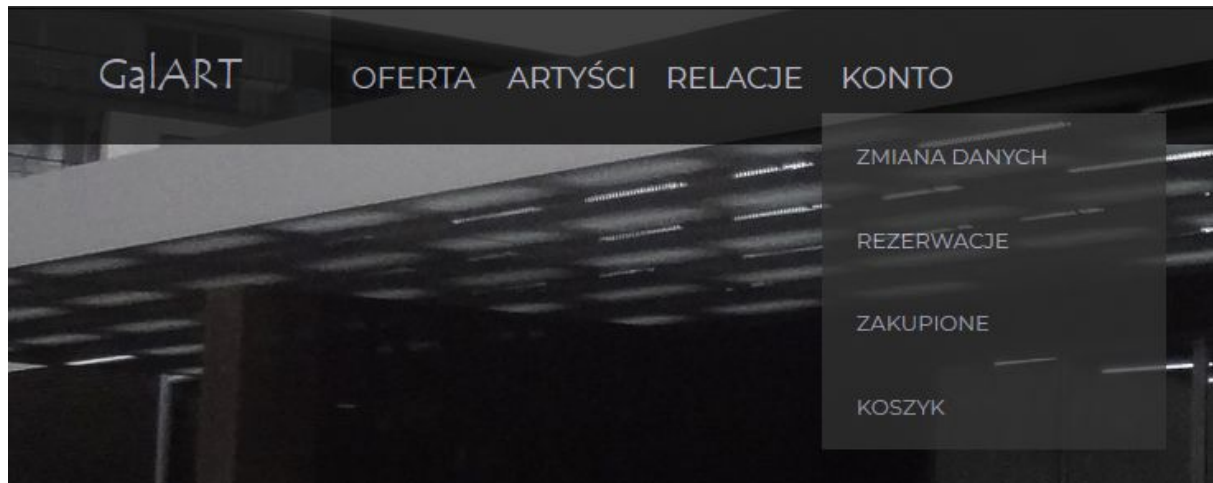 GalART OFERTA ARTYŚCI RELACJE KONTO
ZMIANA DANYCH
REZERWACJE
ZAKUPIONE
KOSZYK